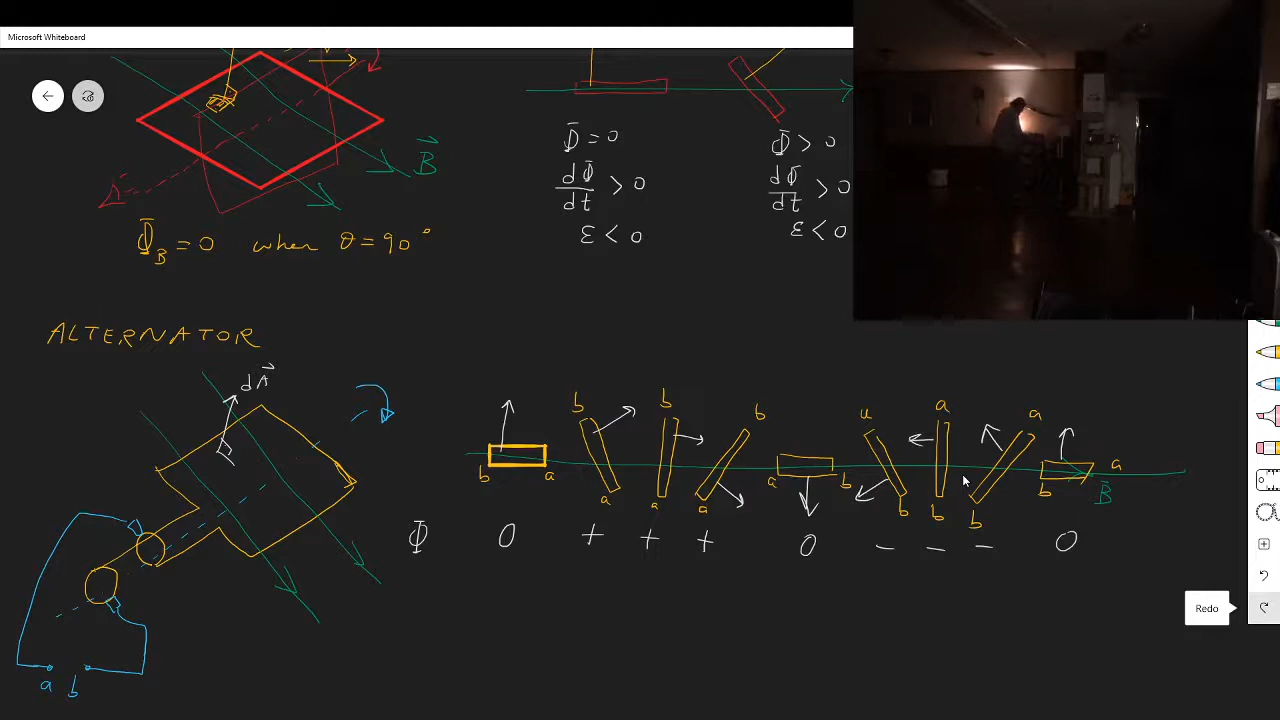 Microsoft Whiteboard
B⃗
Φ_B = 0 when θ = 90°
Φ = 0
dΦ/dt > 0
ε < 0
Φ > 0
dΦ/dt > 0
ε < 0
ALTERNATOR
dA⃗
a b
b a
b a
b a
b a
a b
a b
a b
a b
b a
B⃗
Φ 0 + + + 0 − − − 0
Redo